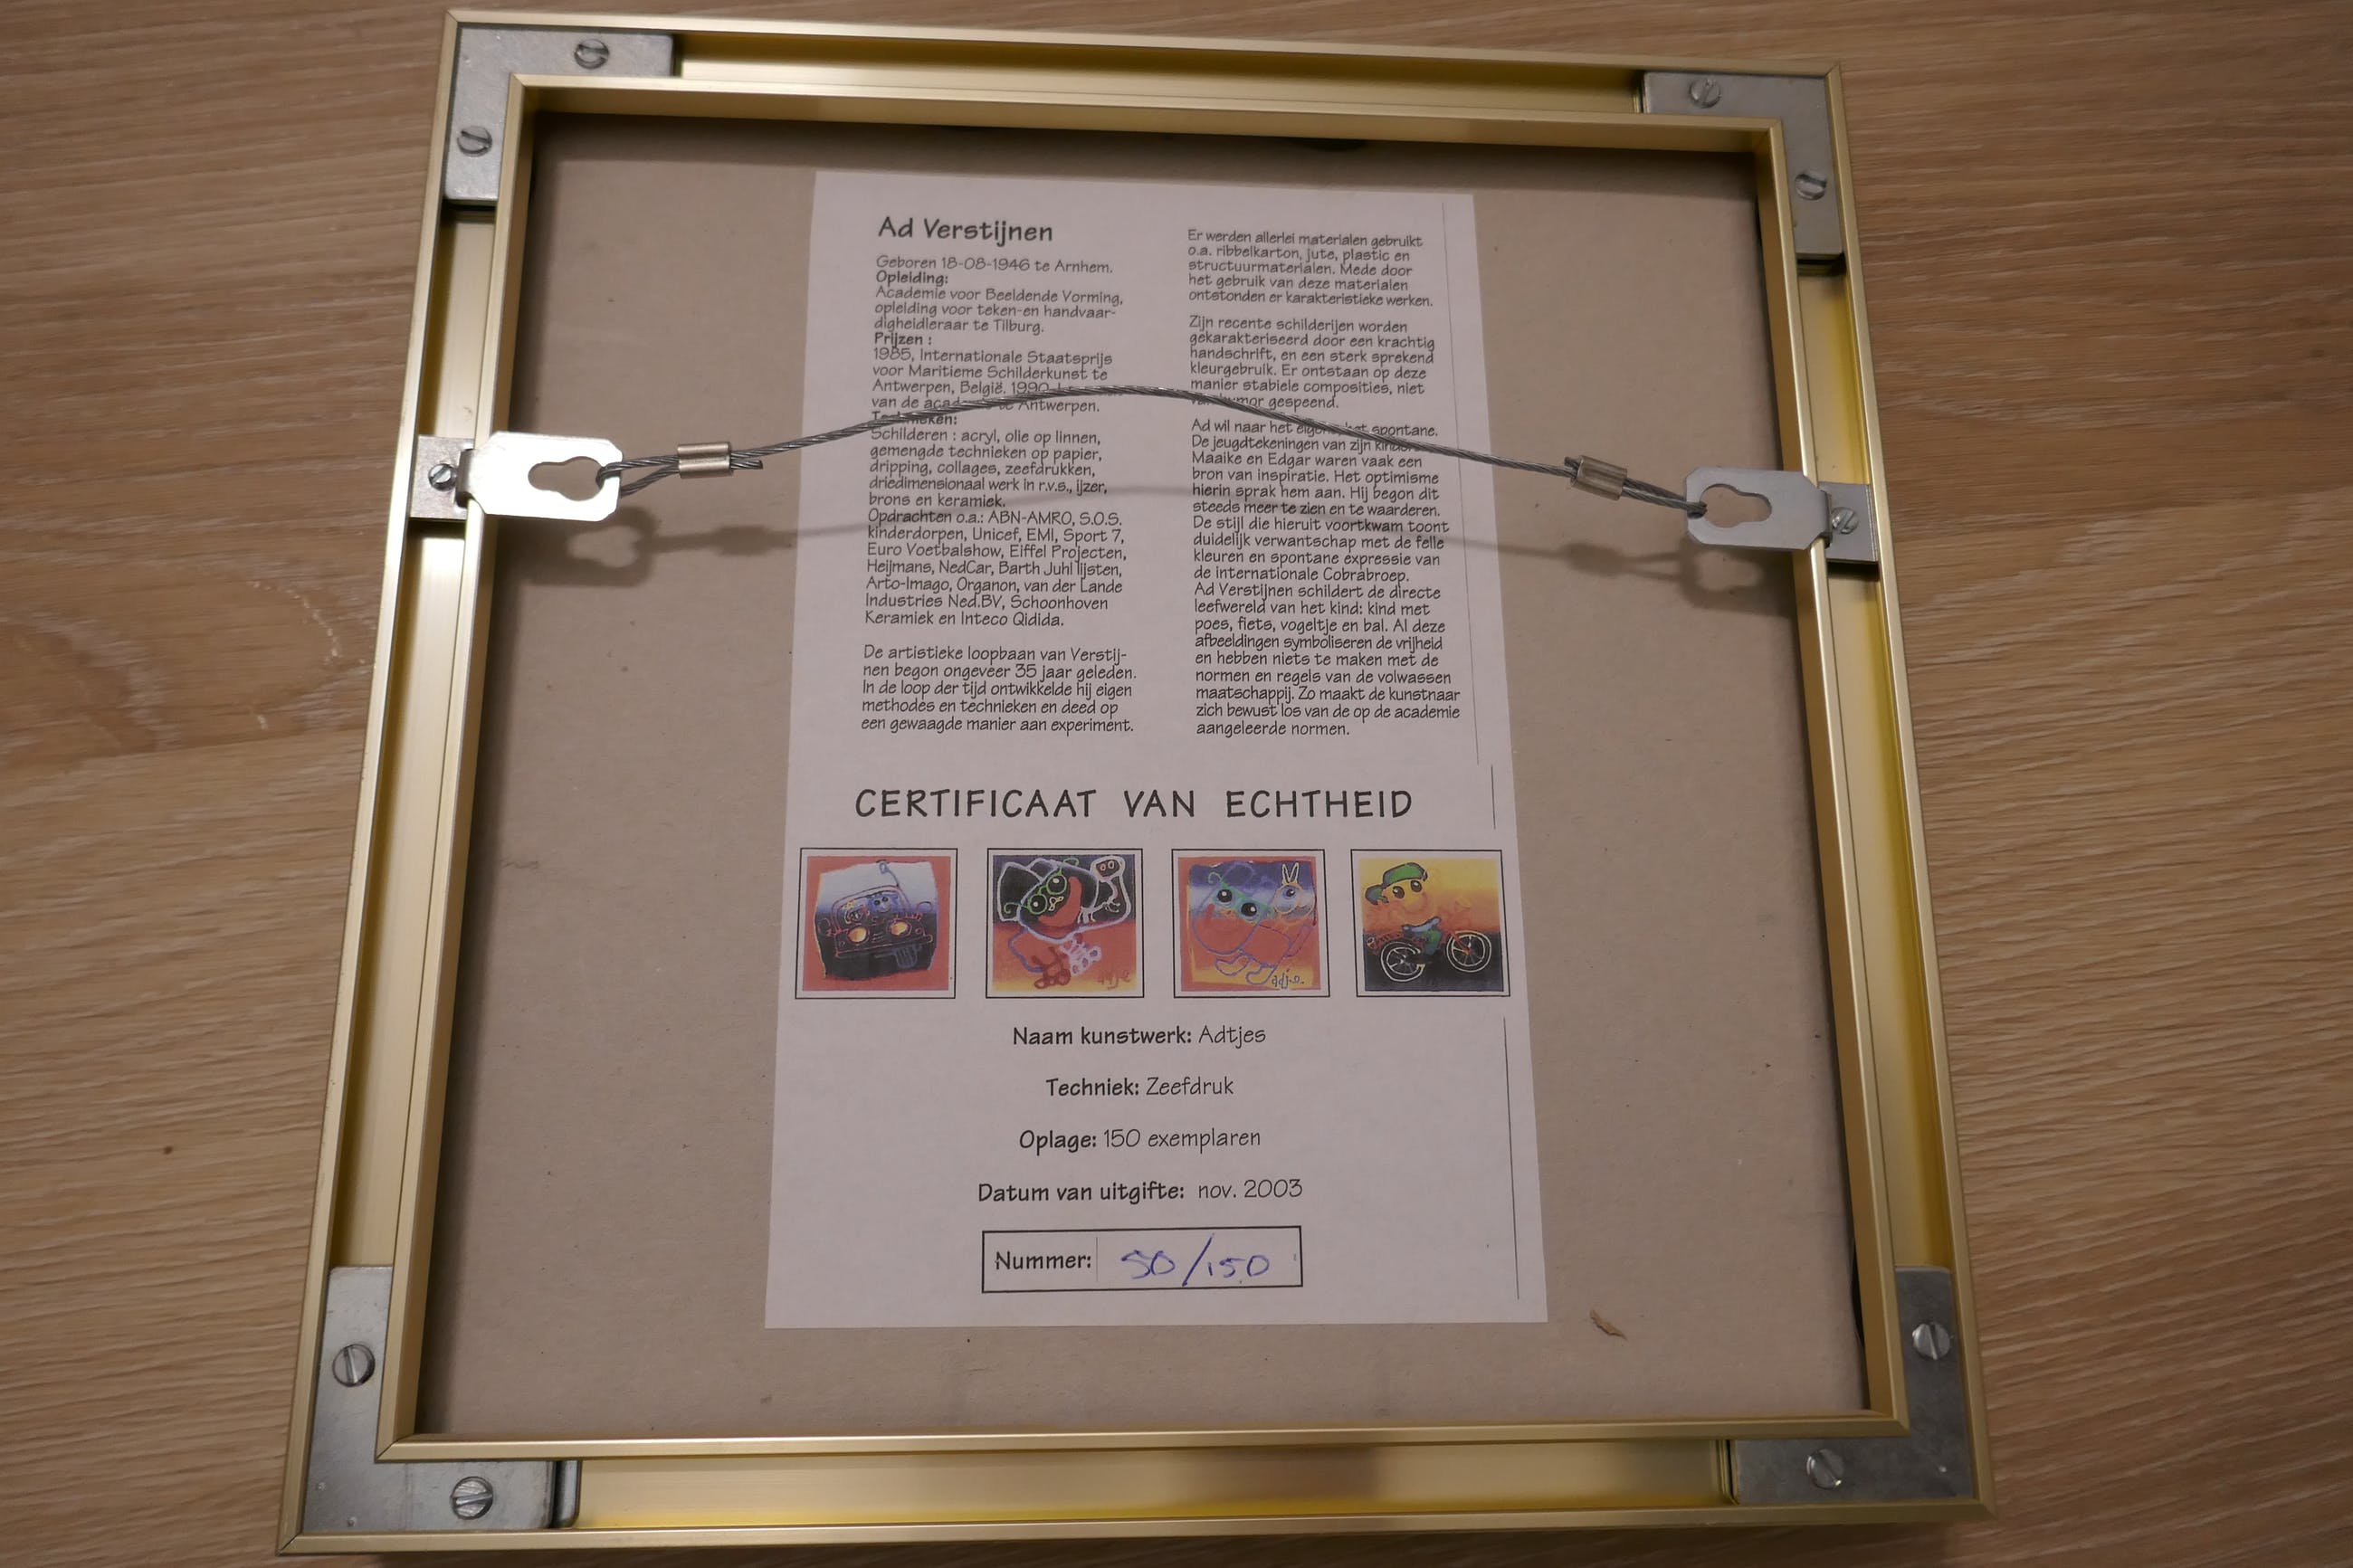 Ad Verstijnen
Geboren 18-08-1946 te Arnhem.
Opleiding:
Academie voor Beeldende Vorming,
opleiding voor teken-en handvaar-
digheidleraar te Tilburg.
Prijzen :
1985, Internationale Staatsprijs
voor Maritieme Schilderkunst te
Antwerpen, België. 1990
van de te Antwerpen.
Technieken:
Schilderen : acryl, olie op linnen,
gemengde technieken op papier,
dripping, collages, zeefdrukken,
driedimensionaal werk in r.v.s., ijzer,
brons en keramiek.
Opdrachten o.a.: ABN-AMRO, S.O.S.
kinderdorpen, Unicef, EMI, Sport 7,
Euro Voetbalshow, Eiffel Projecten,
Heijmans, NedCar, Barth Juhl lijsten,
Arto-Imago, Organon, van der Lande
Industries Ned.BV, Schoonhoven
Keramiek en Inteco Qidida.
De artistieke loopbaan van Verstij-
nen begon ongeveer 35 jaar geleden.
In de loop der tijd ontwikkelde hij eigen
methodes en technieken en deed op
een gewaagde manier aan experiment.
Er werden allerlei materialen gebruikt
o.a. ribbelkarton, jute, plastic en
structuurmaterialen. Mede door
het gebruik van deze materialen
ontstonden er karakteristieke werken.
Zijn recente schilderijen worden
gekarakteriseerd door een krachtig
handschrift, en een sterk sprekend
kleurgebruik. Er ontstaan op deze
manier stabiele composities, niet
van humor gespeend.
Ad wil naar het eigene, het spontane.
De jeugdtekeningen van zijn
Maaike en Edgar waren vaak een
bron van inspiratie. Het optimisme
hierin sprak hem aan. Hij begon dit
steeds meer te zien en te waarderen.
De stijl die hieruit voortkwam toont
duidelijk verwantschap met de felle
kleuren en spontane expressie van
de internationale Cobrabroep.
Ad Verstijnen schildert de directe
leefwereld van het kind: kind met
poes, fiets, vogeltje en bal. Al deze
afbeeldingen symboliseren de vrijheid
en hebben niets te maken met de
normen en regels van de volwassen
maatschappij. Zo maakt de kunstnaar
zich bewust los van de op de academie
aangeleerde normen.
CERTIFICAAT VAN ECHTHEID
adje
adje.
Naam kunstwerk: Adtjes
Techniek: Zeefdruk
Oplage: 150 exemplaren
Datum van uitgifte: nov. 2003
Nummer: 50/150